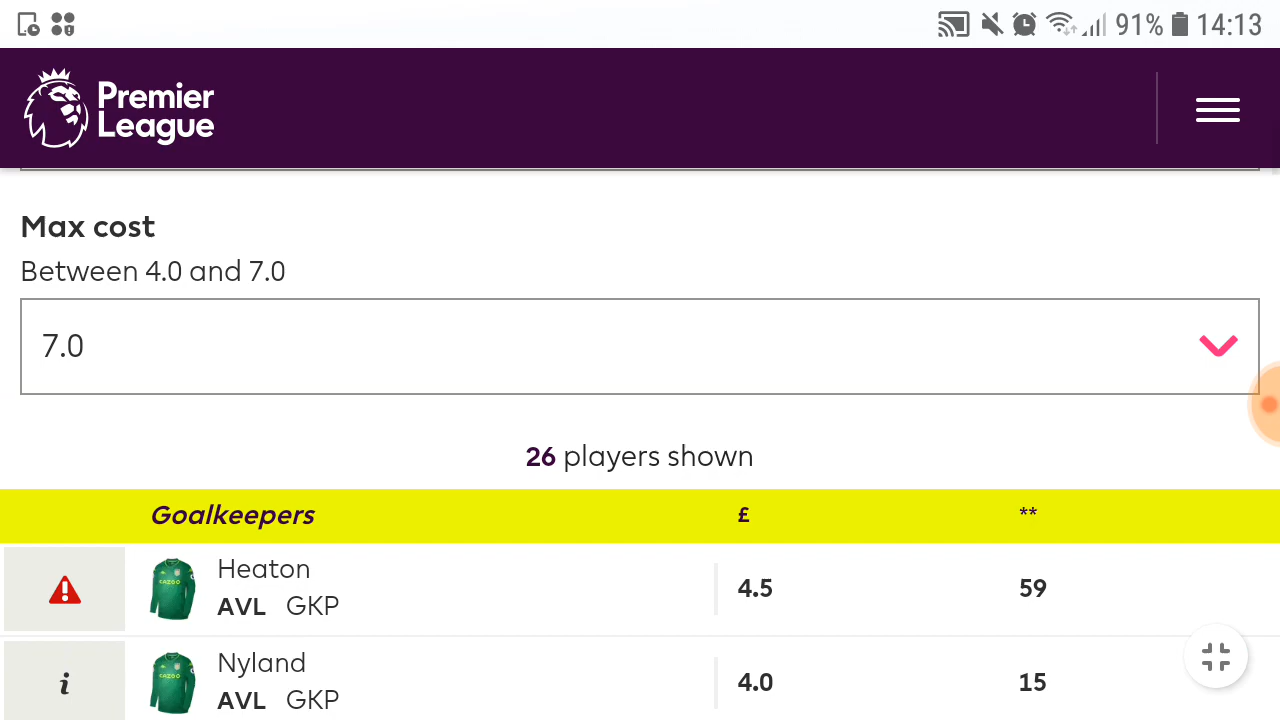 91% 14:13
Premier
League
Max cost
Between 4.0 and 7.0
7.0
26 players shown
Goalkeepers £ **
Heaton
AVL GKP 4.5 59
Nyland
AVL GKP 4.0 15